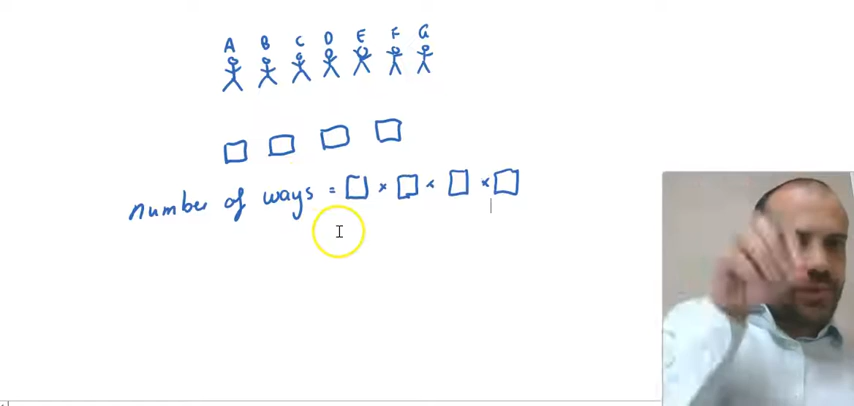 A B C D E F G
number of ways = □ × □ × □ × □